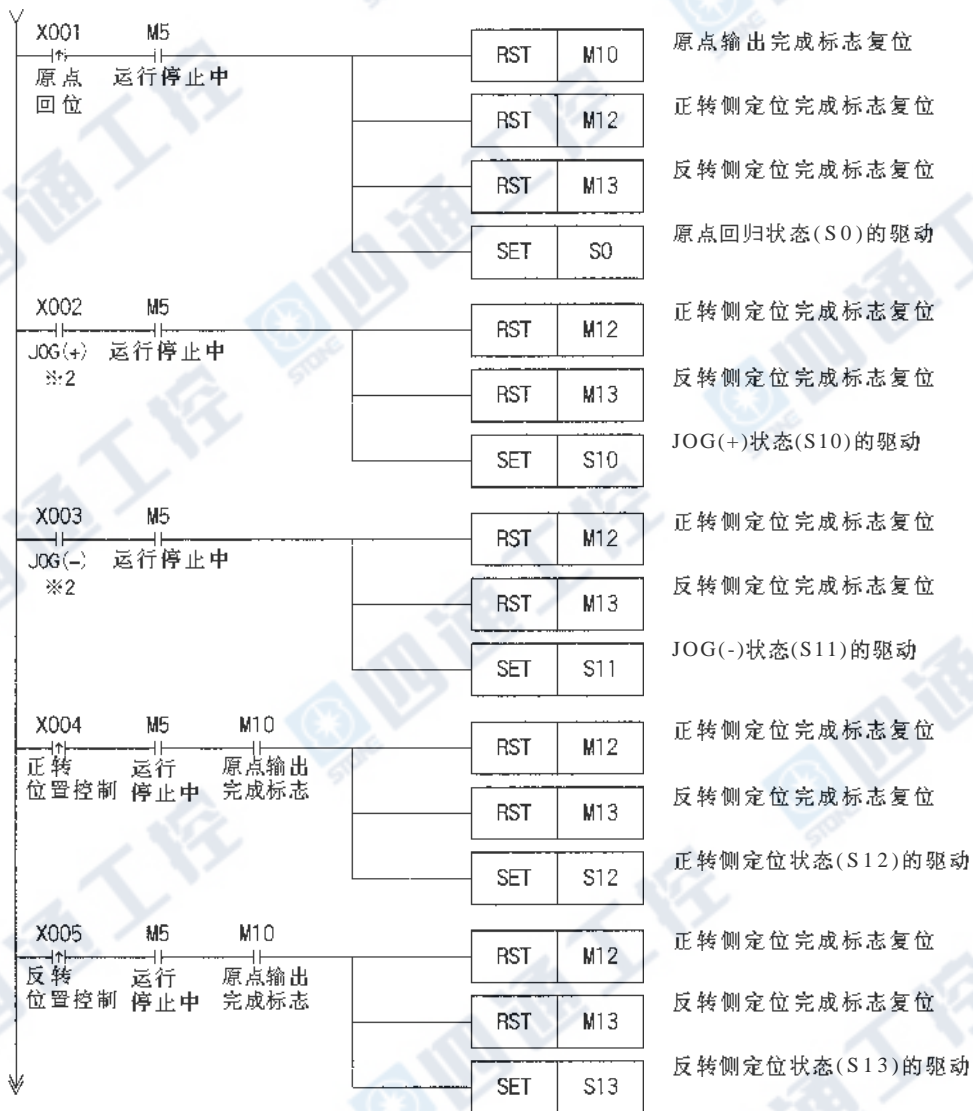 X001 M5 RST M10 原点输出完成标志复位
原点 运行停止中
回位
RST M12 正转侧定位完成标志复位
RST M13 反转侧定位完成标志复位
SET S0 原点回归状态(S0)的驱动
X002 M5 RST M12 正转侧定位完成标志复位
JOG(+) 运行停止中
※2
RST M13 反转侧定位完成标志复位
SET S10 JOG(+)状态(S10)的驱动
X003 M5 RST M12 正转侧定位完成标志复位
JOG(-) 运行停止中
※2
RST M13 反转侧定位完成标志复位
SET S11 JOG(-)状态(S11)的驱动
X004 M5 M10 RST M12 正转侧定位完成标志复位
正转 运行 原点输出
位置控制 停止中 完成标志
RST M13 反转侧定位完成标志复位
SET S12 正转侧定位状态(S12)的驱动
X005 M5 M10 RST M12 正转侧定位完成标志复位
反转 运行 原点输出
位置控制 停止中 完成标志
RST M13 反转侧定位完成标志复位
SET S13 反转侧定位状态(S13)的驱动
四通工控
STONE